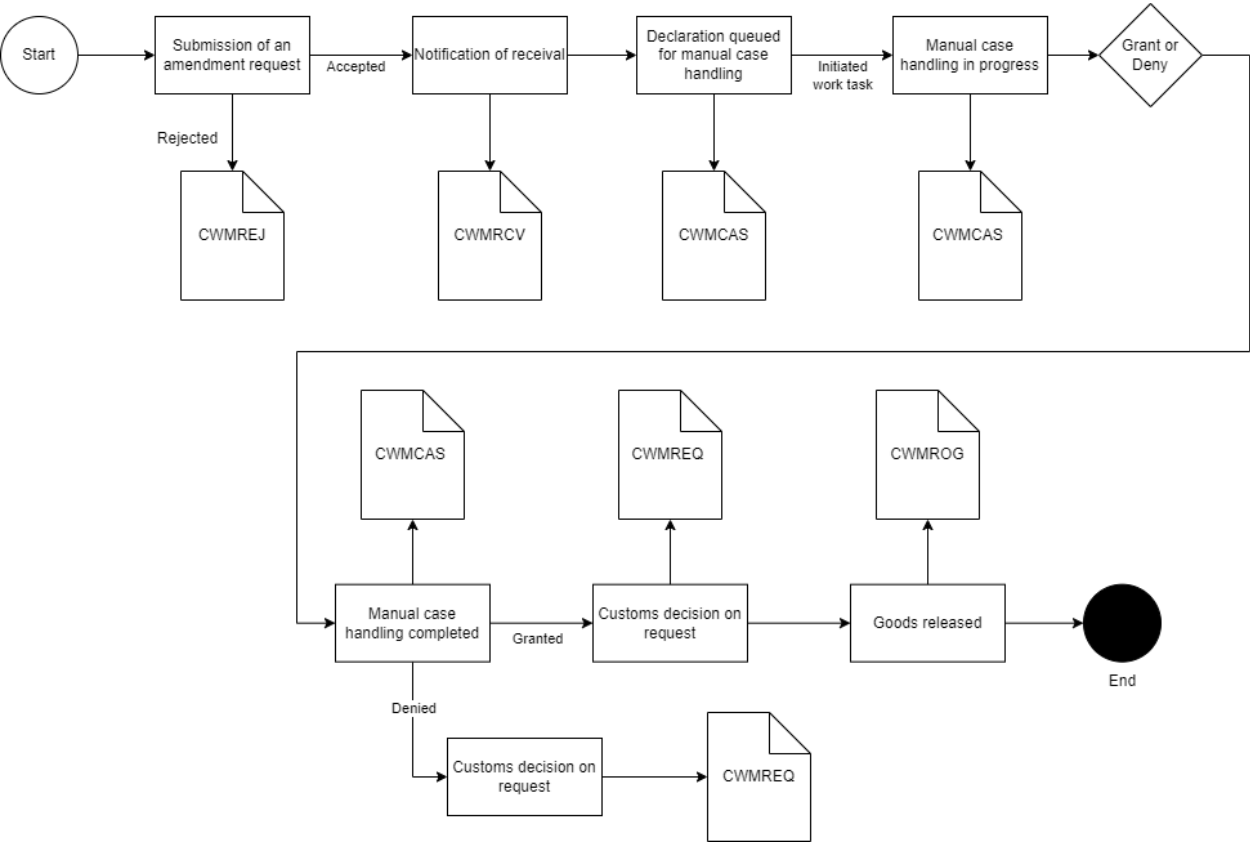 Start
Submission of an
amendment request
Accepted
Notification of receival
Declaration queued
for manual case
handling
Initiated
work task
Manual case
handling in progress
Grant or
Deny
Rejected
CWMREJ
CWMRCV
CWMCAS
CWMCAS
CWMCAS
CWMREQ
CWMROG
Manual case
handling completed
Granted
Customs decision on
request
Goods released
End
Denied
Customs decision on
request
CWMREQ